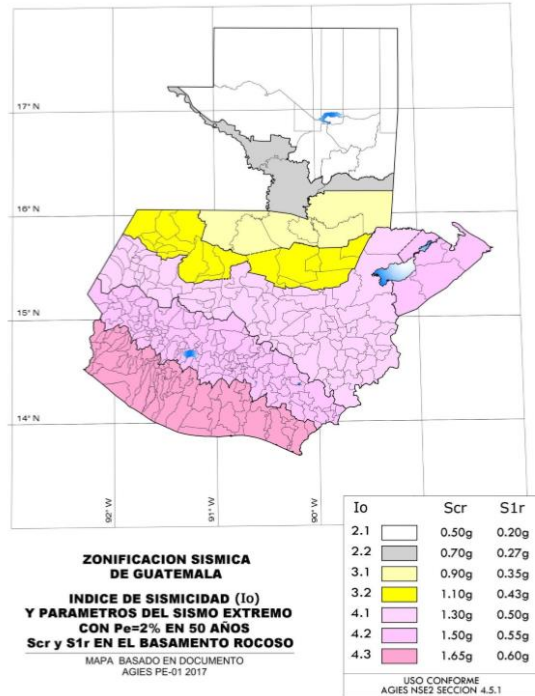 17° N
16° N
15° N
14° N
92° W
91° W
90° W
ZONIFICACION SISMICA
DE GUATEMALA
INDICE DE SISMICIDAD (Io)
Y PARAMETROS DEL SISMO EXTREMO
CON Pe=2% EN 50 AÑOS
Scr y S1r EN EL BASAMENTO ROCOSO
MAPA BASADO EN DOCUMENTO
AGIES PE-01 2017
Io Scr S1r
2.1 0.50g 0.20g
2.2 0.70g 0.27g
3.1 0.90g 0.35g
3.2 1.10g 0.43g
4.1 1.30g 0.50g
4.2 1.50g 0.55g
4.3 1.65g 0.60g
USO CONFORME
AGIES NSE2 SECCION 4.5.1